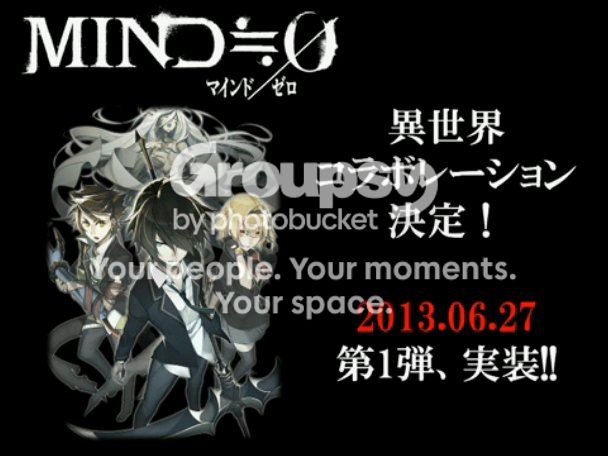 MIND≒0
マインド/ゼロ
異世界
コラボレーション
決定！
Groupsy
by photobucket
Your people. Your moments.
Your space.
2013.06.27
第1弾、実装!!